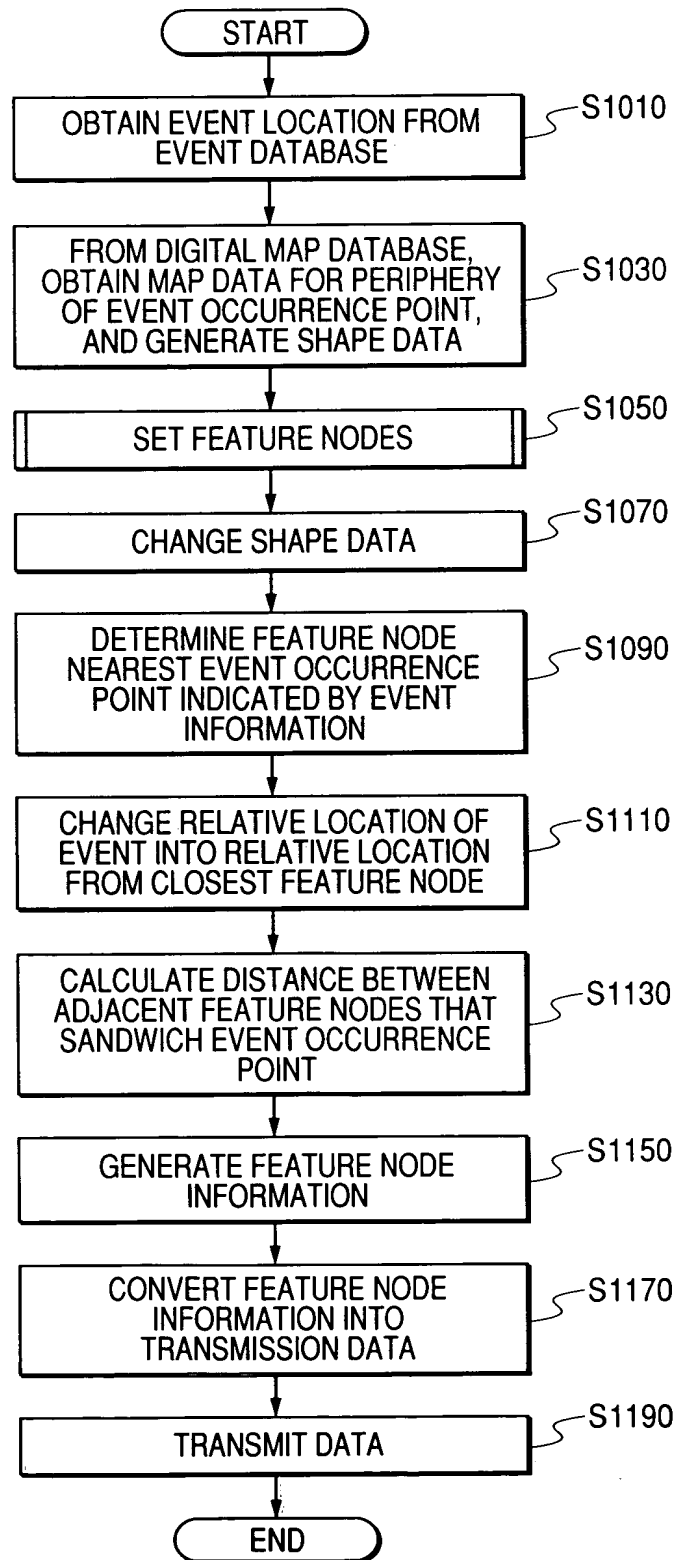 START
OBTAIN EVENT LOCATION FROM
EVENT DATABASE
S1010
FROM DIGITAL MAP DATABASE,
OBTAIN MAP DATA FOR PERIPHERY
OF EVENT OCCURRENCE POINT,
AND GENERATE SHAPE DATA
S1030
SET FEATURE NODES
S1050
CHANGE SHAPE DATA
S1070
DETERMINE FEATURE NODE
NEAREST EVENT OCCURRENCE
POINT INDICATED BY EVENT
INFORMATION
S1090
CHANGE RELATIVE LOCATION OF
EVENT INTO RELATIVE LOCATION
FROM CLOSEST FEATURE NODE
S1110
CALCULATE DISTANCE BETWEEN
ADJACENT FEATURE NODES THAT
SANDWICH EVENT OCCURRENCE
POINT
S1130
GENERATE FEATURE NODE
INFORMATION
S1150
CONVERT FEATURE NODE
INFORMATION INTO
TRANSMISSION DATA
S1170
TRANSMIT DATA
S1190
END